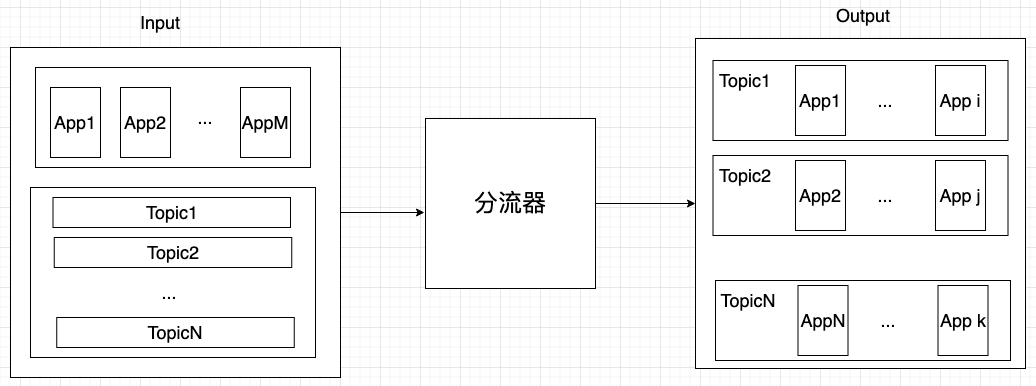 Input
App1 App2 ... AppM
Topic1
Topic2
...
TopicN
分流器
Output
Topic1 App1 ... App i
Topic2 App2 ... App j
TopicN AppN ... App k